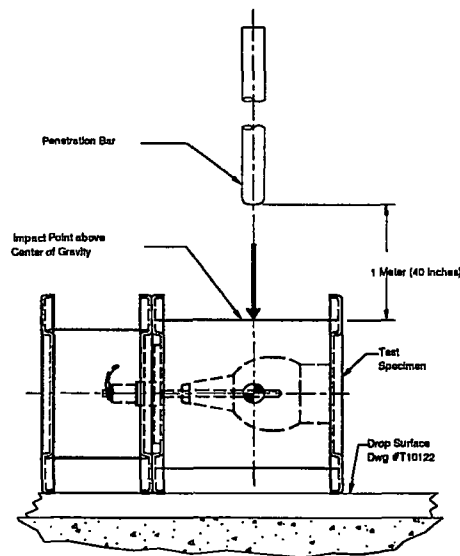 Penetration Bar
Impact Point above
Center of Gravity
1 Meter (40 Inches)
Test
Specimen
Drop Surface
Dwg #T10122